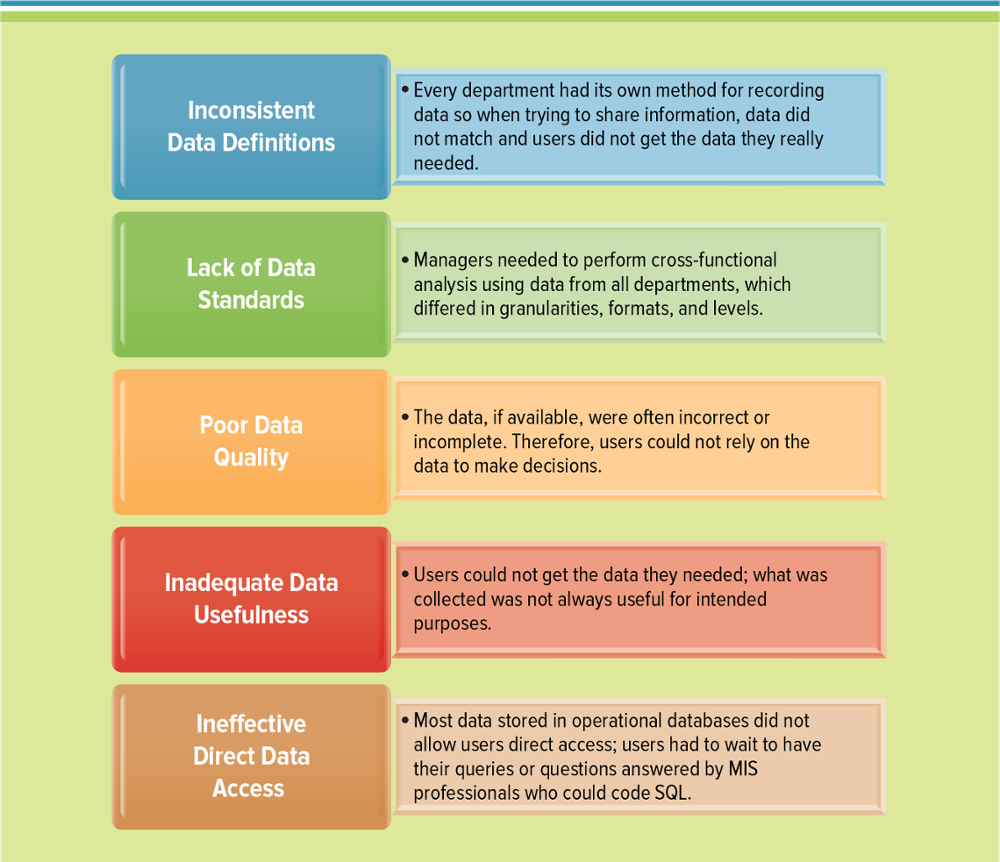 Inconsistent
Data Definitions
• Every department had its own method for recording
data so when trying to share information, data did
not match and users did not get the data they really
needed.
Lack of Data
Standards
• Managers needed to perform cross-functional
analysis using data from all departments, which
differed in granularities, formats, and levels.
Poor Data
Quality
• The data, if available, were often incorrect or
incomplete. Therefore, users could not rely on the
data to make decisions.
Inadequate Data
Usefulness
• Users could not get the data they needed; what was
collected was not always useful for intended
purposes.
Ineffective
Direct Data
Access
• Most data stored in operational databases did not
allow users direct access; users had to wait to have
their queries or questions answered by MIS
professionals who could code SQL.